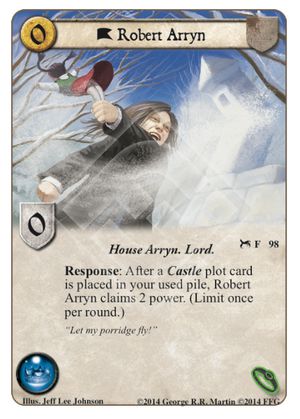 0
Robert Arryn
0
House Arryn. Lord.
F 98
Response: After a Castle plot card
is placed in your used pile, Robert
Arryn claims 2 power. (Limit once
per round.)
“Let my porridge fly!”
Illus. Jeff Lee Johnson ©2014 George R.R. Martin ©2014 FFG